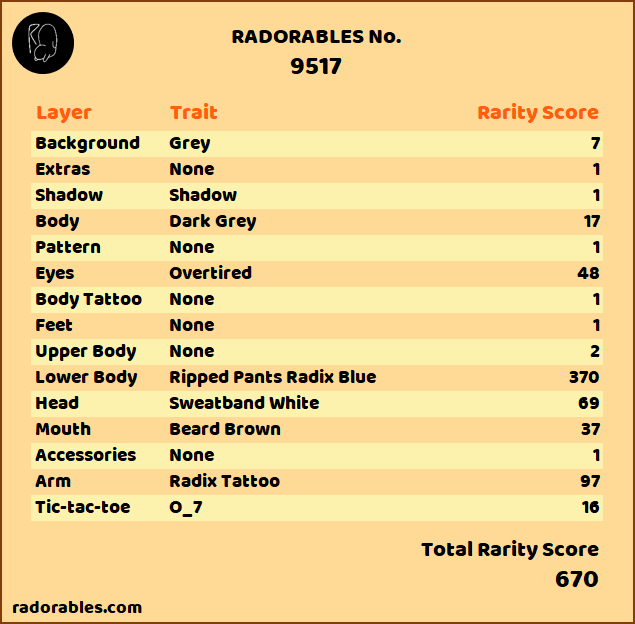 RADORABLES No.
9517
Layer Trait Rarity Score
Background Grey 7
Extras None 1
Shadow Shadow 1
Body Dark Grey 17
Pattern None 1
Eyes Overtired 48
Body Tattoo None 1
Feet None 1
Upper Body None 2
Lower Body Ripped Pants Radix Blue 370
Head Sweatband White 69
Mouth Beard Brown 37
Accessories None 1
Arm Radix Tattoo 97
Tic-tac-toe O_7 16
Total Rarity Score
670
radorables.com